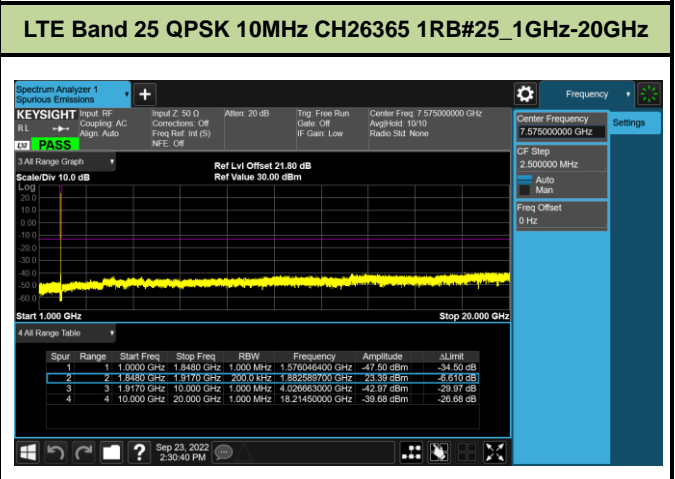 LTE Band 25 QPSK 10MHz CH26365 1RB#25_1GHz-20GHz
Spectrum Analyzer 1
Spurious Emissions
+
Frequency
KEYSIGHT
R L
LXI
PASS
Input: RF
Coupling: AC
Align: Auto
Input Z: 50 Ω
Corrections: Off
Freq Ref: Int (S)
NFE: Off
Atten: 20 dB
Trig: Free Run
Gate: Off
IF Gain: Low
Center Freq: 7.575000000 GHz
Avg|Hold: 10/10
Radio Std: None
Center Frequency
7.575000000 GHz
Settings
CF Step
2.500000 MHz
Auto
Man
Freq Offset
0 Hz
3 All Range Graph
Scale/Div 10.0 dB
Ref Lvl Offset 21.80 dB
Ref Value 30.00 dBm
Log
20.0
10.0
0.00
-10.0
-20.0
-30.0
-40.0
-50.0
-60.0
Start 1.000 GHz Stop 20.000 GHz
4 All Range Table
Spur Range Start Freq Stop Freq RBW Frequency Amplitude ΔLimit
1 1 1.0000 GHz 1.8480 GHz 1.000 MHz 1.576046400 GHz -47.50 dBm -34.50 dB
2 2 1.8480 GHz 1.9170 GHz 200.0 kHz 1.882589700 GHz 23.39 dBm -6.610 dB
3 3 1.9170 GHz 10.000 GHz 1.000 MHz 4.026663000 GHz -42.97 dBm -29.97 dB
4 4 10.000 GHz 20.000 GHz 1.000 MHz 18.21450000 GHz -39.68 dBm -26.68 dB
?
Sep 23, 2022
2:30:40 PM